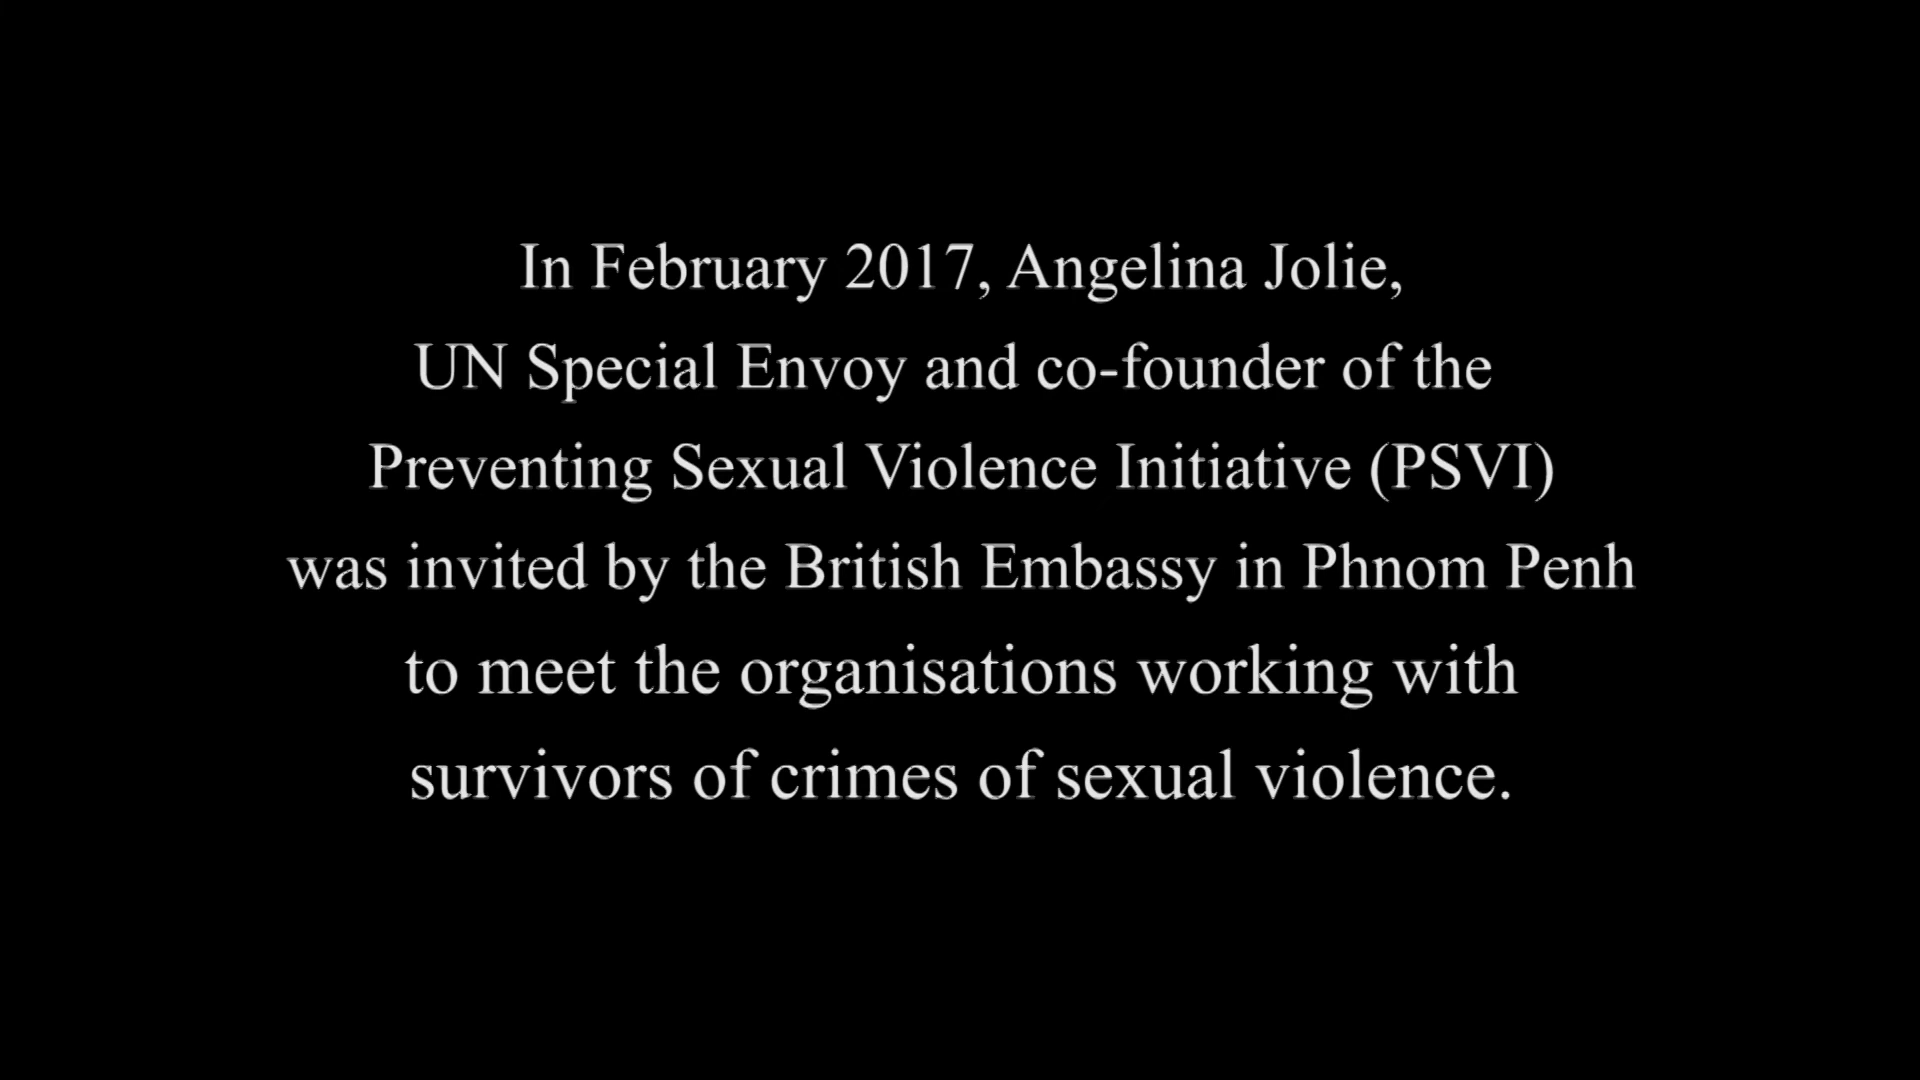 In February 2017, Angelina Jolie,
UN Special Envoy and co-founder of the
Preventing Sexual Violence Initiative (PSVI)
was invited by the British Embassy in Phnom Penh
to meet the organisations working with
survivors of crimes of sexual violence.